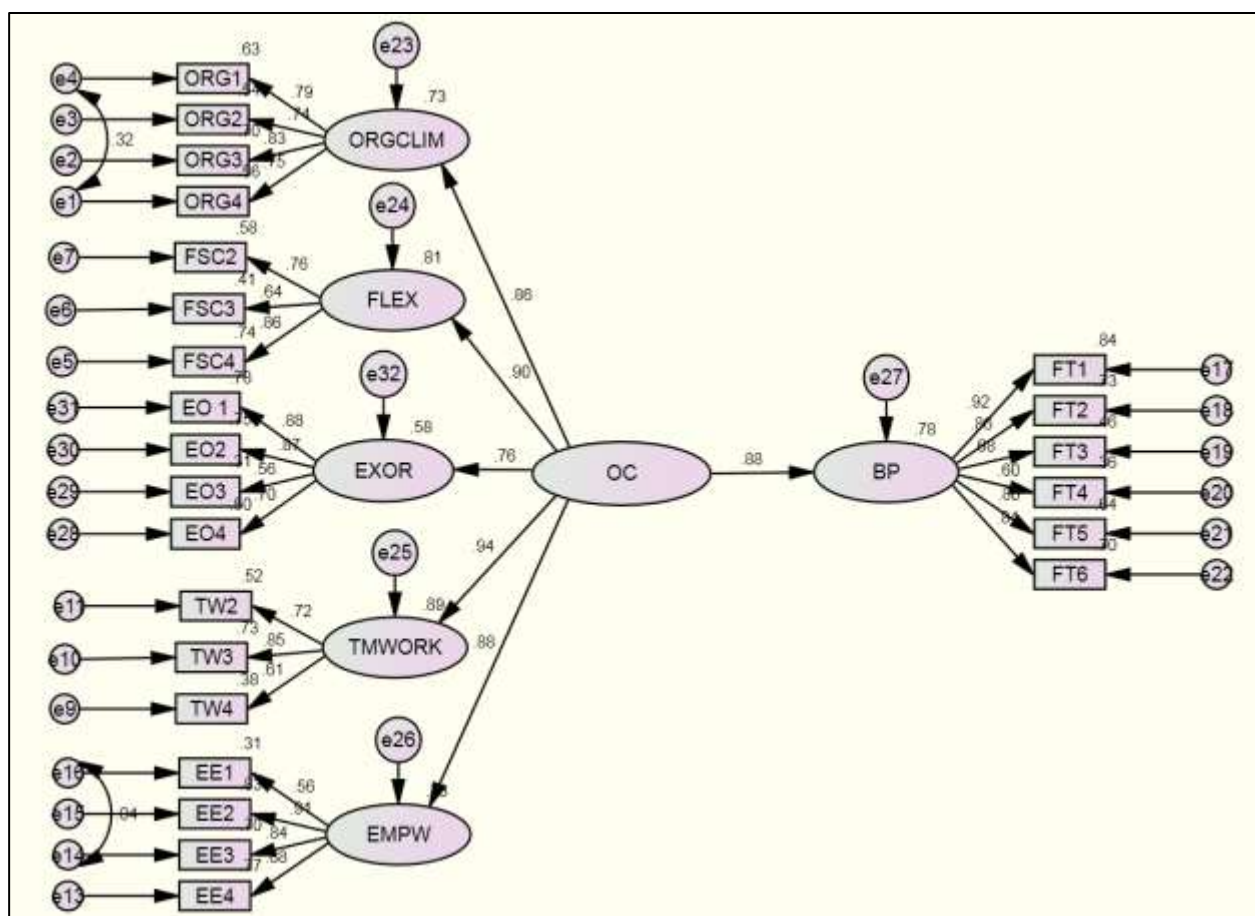 e23
.63
e4
ORG1
.79
.73
e3
ORG2
.74
ORGCLIM
.32
.83
e2
ORG3
e1
ORG4
e24
.58
e7
FSC2
.76
.81
.41
FLEX
.86
e6
FSC3
.64
.86
.74
e5
FSC4
e32
.90
e31
EO 1
.88
.58
e30
EO2
.87
EXOR
.76
OC
.88
e29
EO3
.56
e28
EO4
e27
.84
FT1
e17
.92
FT2
e18
.78
BP
FT3
e19
.60
FT4
e20
FT5
e21
FT6
e22
e25
.94
.52
e11
TW2
.72
.89
.88
.73
TMWORK
e10
TW3
.85
.61
.38
e9
TW4
e26
.31
e16
EE1
.56
e15
EE2
.91
EMPW
e14
EE3
.84
e13
EE4